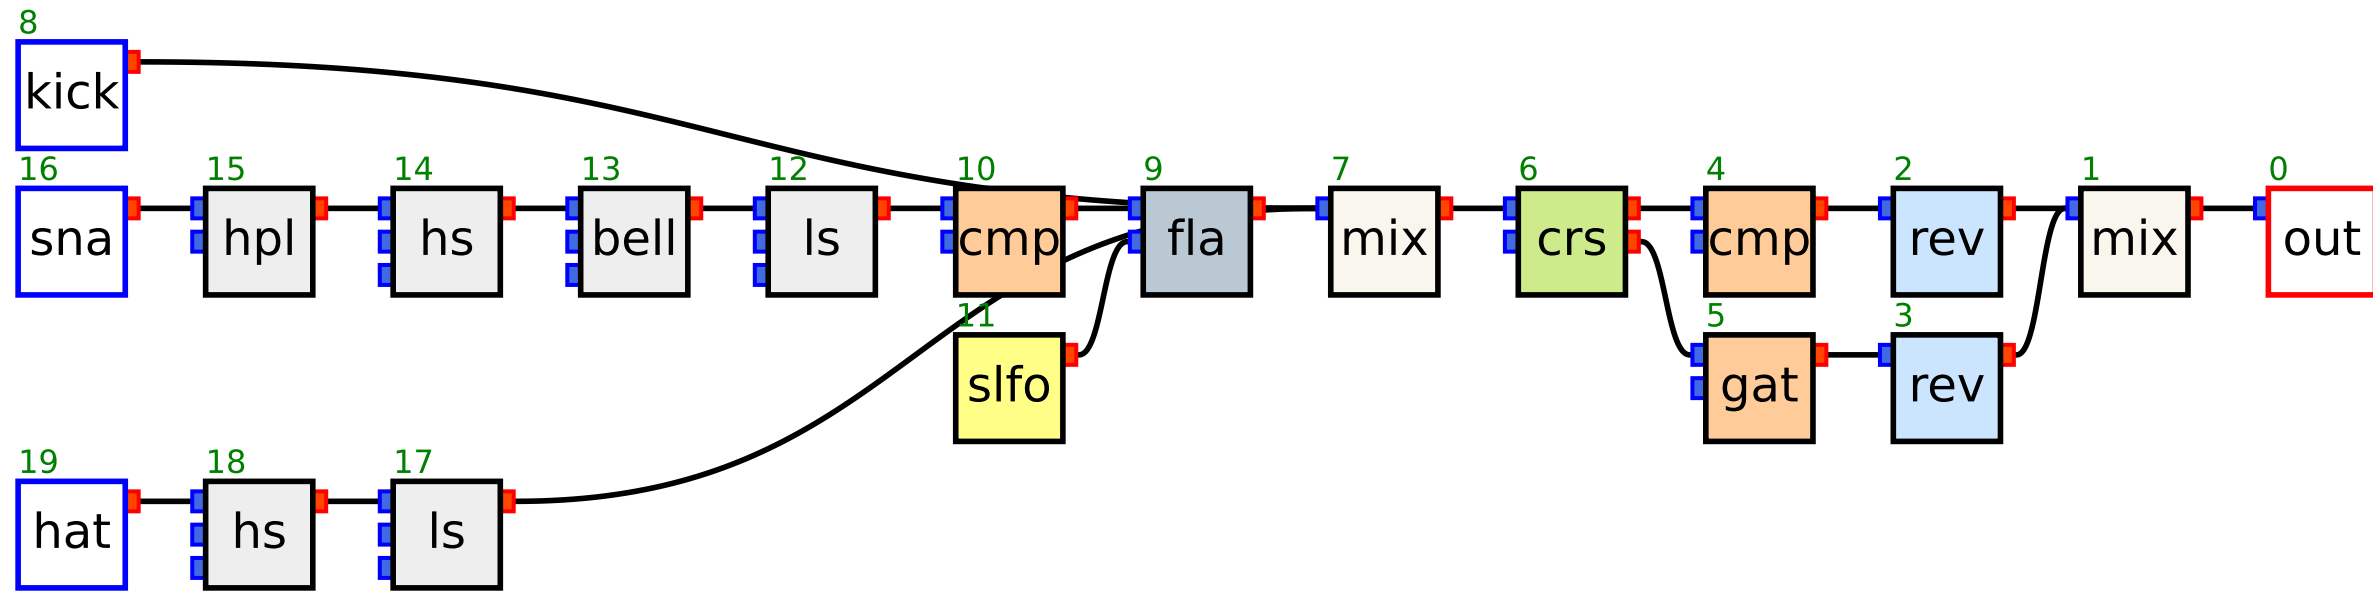 8
kick
16 15 14 13 12 10 9 7 6 4 2 1 0
sna hpl hs bell ls cmp fla mix crs cmp rev mix out
11 5 3
slfo gat rev
19 18 17
hat hs ls